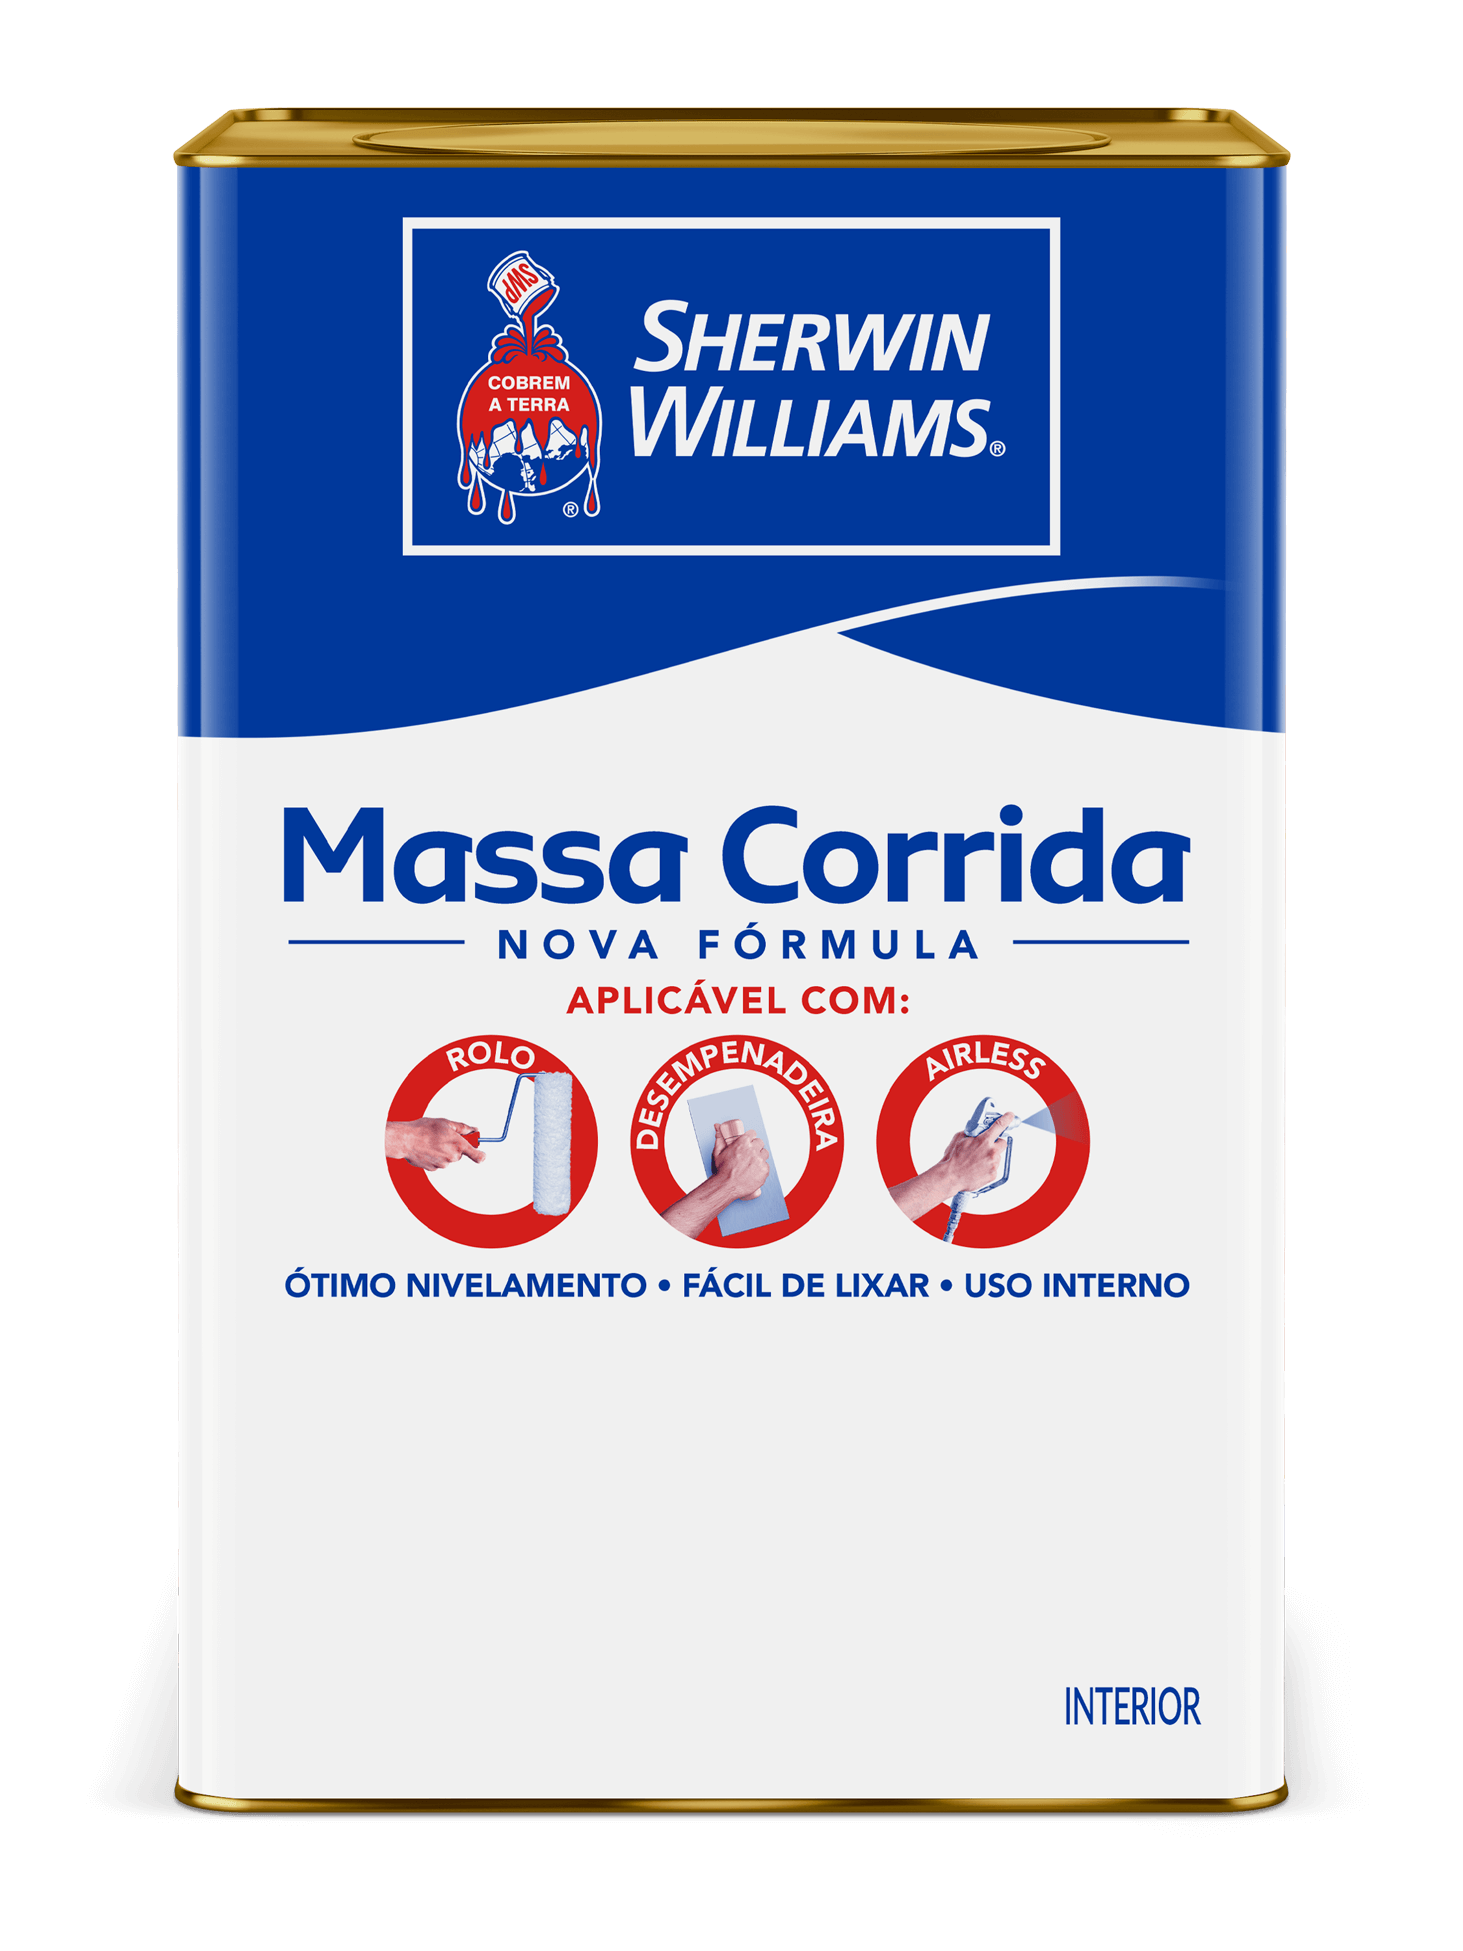 SWP
COBREM
A TERRA
®
SHERWIN
WILLIAMS®
Massa Corrida
NOVA FÓRMULA
APLICÁVEL COM:
ROLO
DESEMPENADEIRA
AIRLESS
ÓTIMO NIVELAMENTO • FÁCIL DE LIXAR • USO INTERNO
INTERIOR